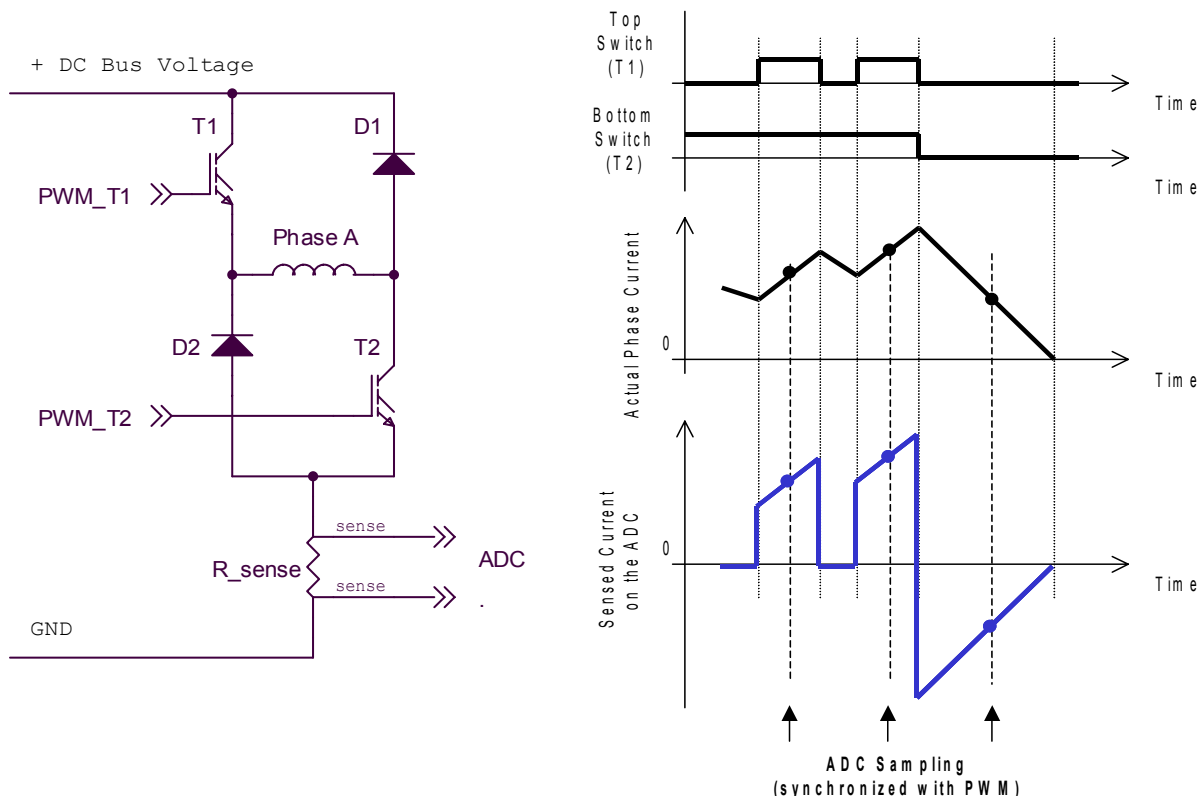 + DC Bus Voltage
T1
D1
PWM_T1
Phase A
D2
T2
PWM_T2
sense
R_sense
ADC
sense
.
GND
Top
Switch
(T1)
Time
Bottom
Switch
(T2)
Time
Actual Phase Current
0
Time
Sensed Current
on the ADC
0
Time
ADC Sampling
(synchronized with PWM)